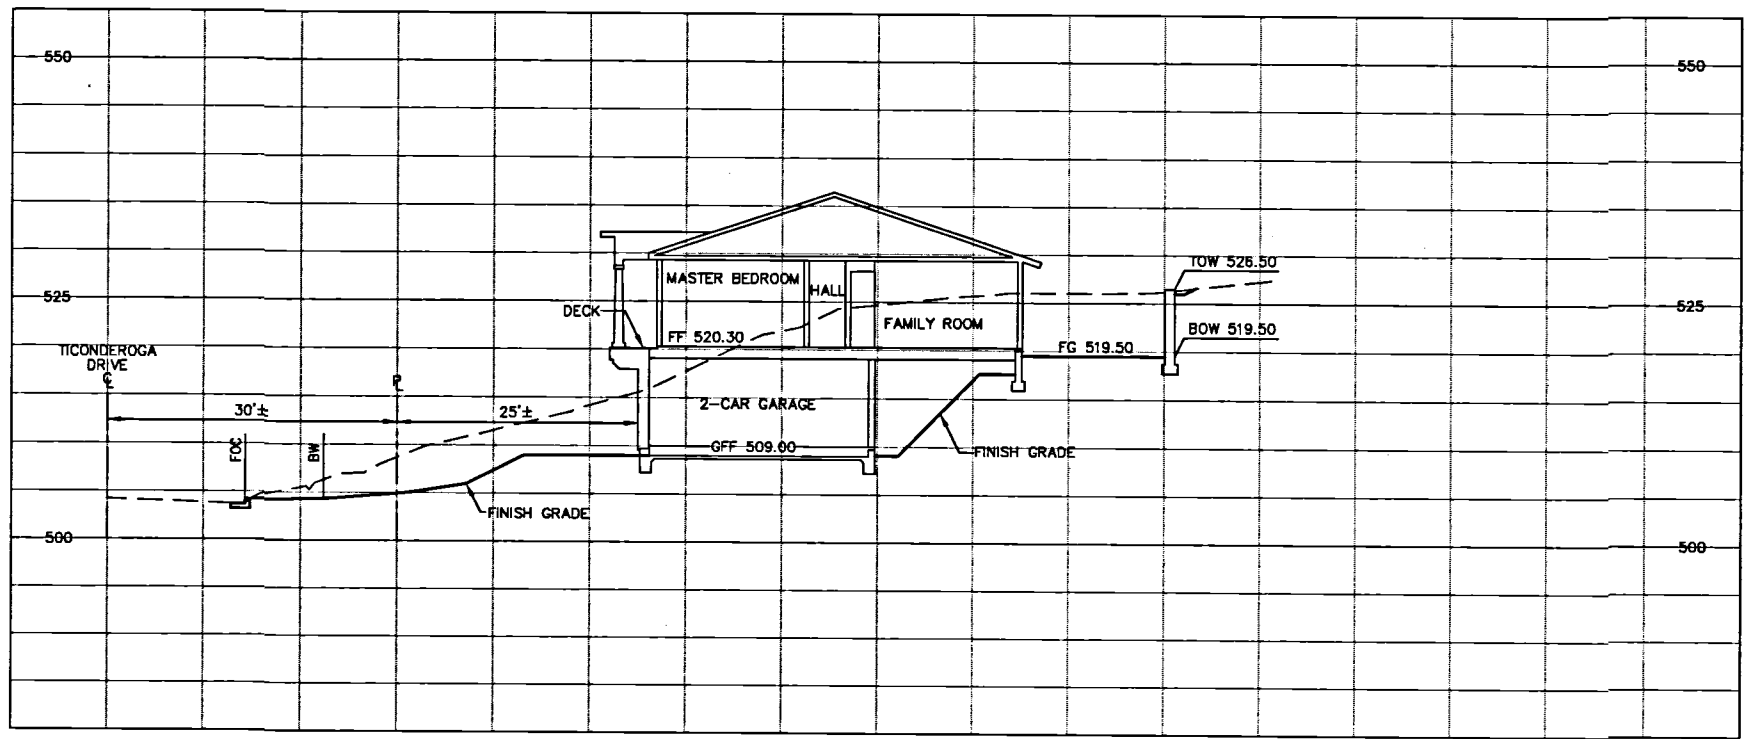 550
550
TOW 526.50
MASTER BEDROOM
HALL
525
525
DECK
FAMILY ROOM
BOW 519.50
FF 520.30
FG 519.50
TICONDEROGA
DRIVE
℄
PL
2-CAR GARAGE
30'±
25'±
FOC
BW
GFF 509.00
FINISH GRADE
FINISH GRADE
500
500